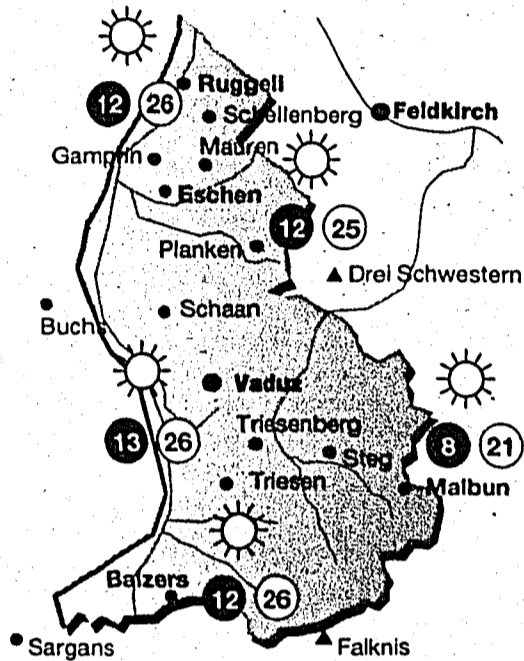 Ruggell
12 26
Schellenberg
Feldkirch
Gamprin
Mauren
Eschen
12 25
Planken
Drei Schwestern
Buchs
Schaan
Vaduz
13 26
Triesenberg
8 21
Steg
Triesen
Malbun
Balzers
12 26
Sargans
Falknis